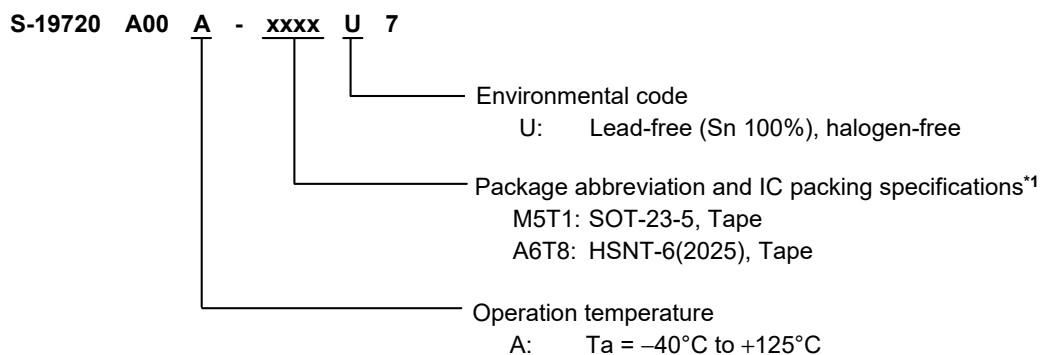 S-19720 A00 A - xxxx U 7
Environmental code
U: Lead-free (Sn 100%), halogen-free
Package abbreviation and IC packing specifications*1
M5T1: SOT-23-5, Tape
A6T8: HSNT-6(2025), Tape
Operation temperature
A: Ta = −40°C to +125°C